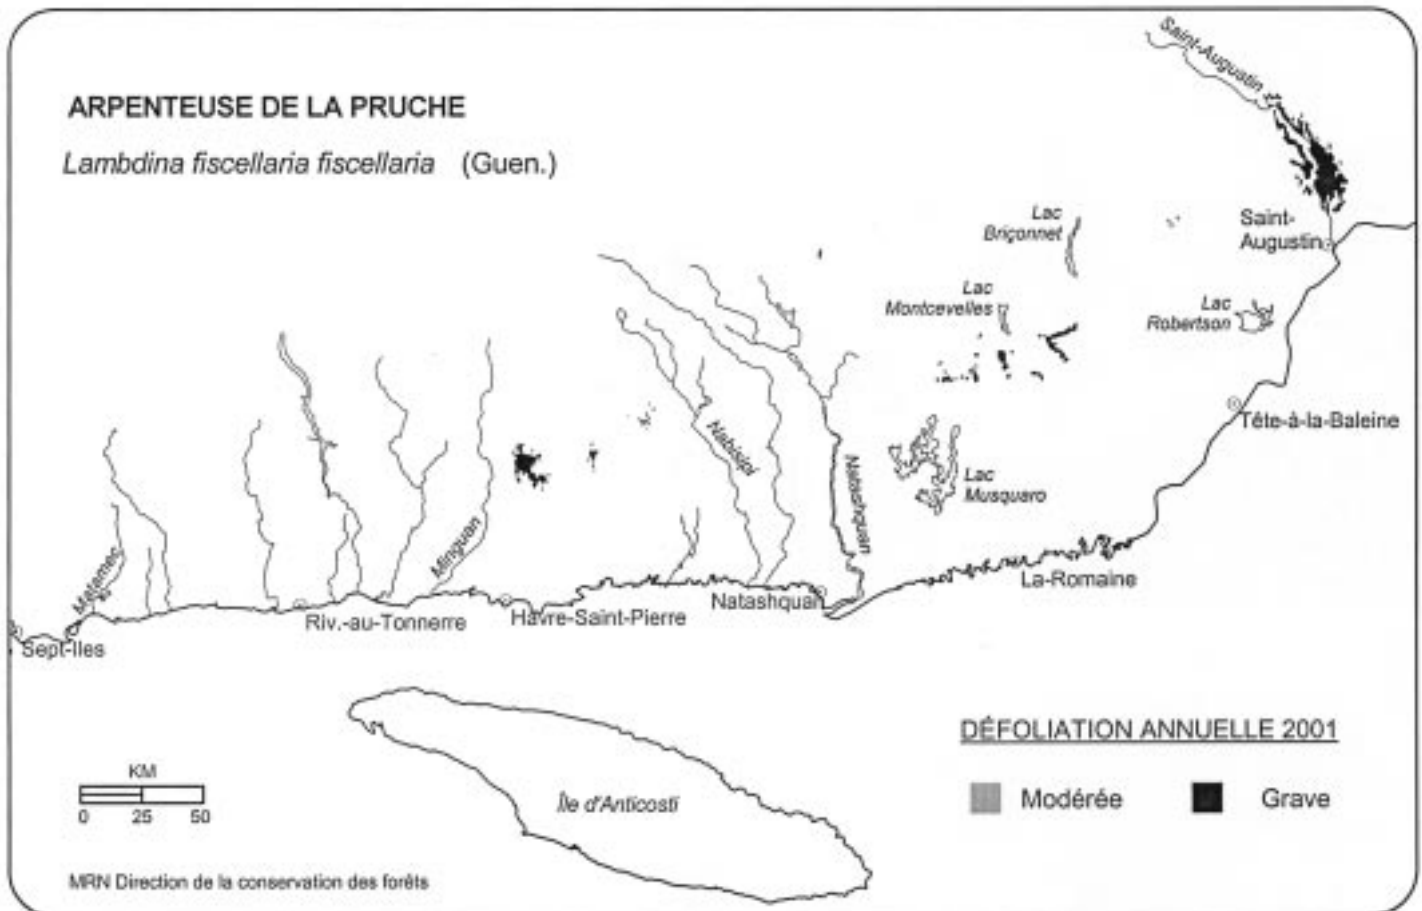 ARPENTEUSE DE LA PRUCHE
Lambdina fiscellaria fiscellaria (Guen.)
Saint-Augustin
Lac
Briçonnet
Saint-
Augustin
Lac
Montcevelles
Lac
Robertson
Tête-à-la-Baleine
Nabisipi
Natashquan
Lac
Musquaro
Minguan
Matamec
La-Romaine
Natashquan
Havre-Saint-Pierre
Riv.-au-Tonnerre
Sept-Iles
Île d'Anticosti
DÉFOLIATION ANNUELLE 2001
Modérée
Grave
KM
0 25 50
MRN Direction de la conservation des forêts